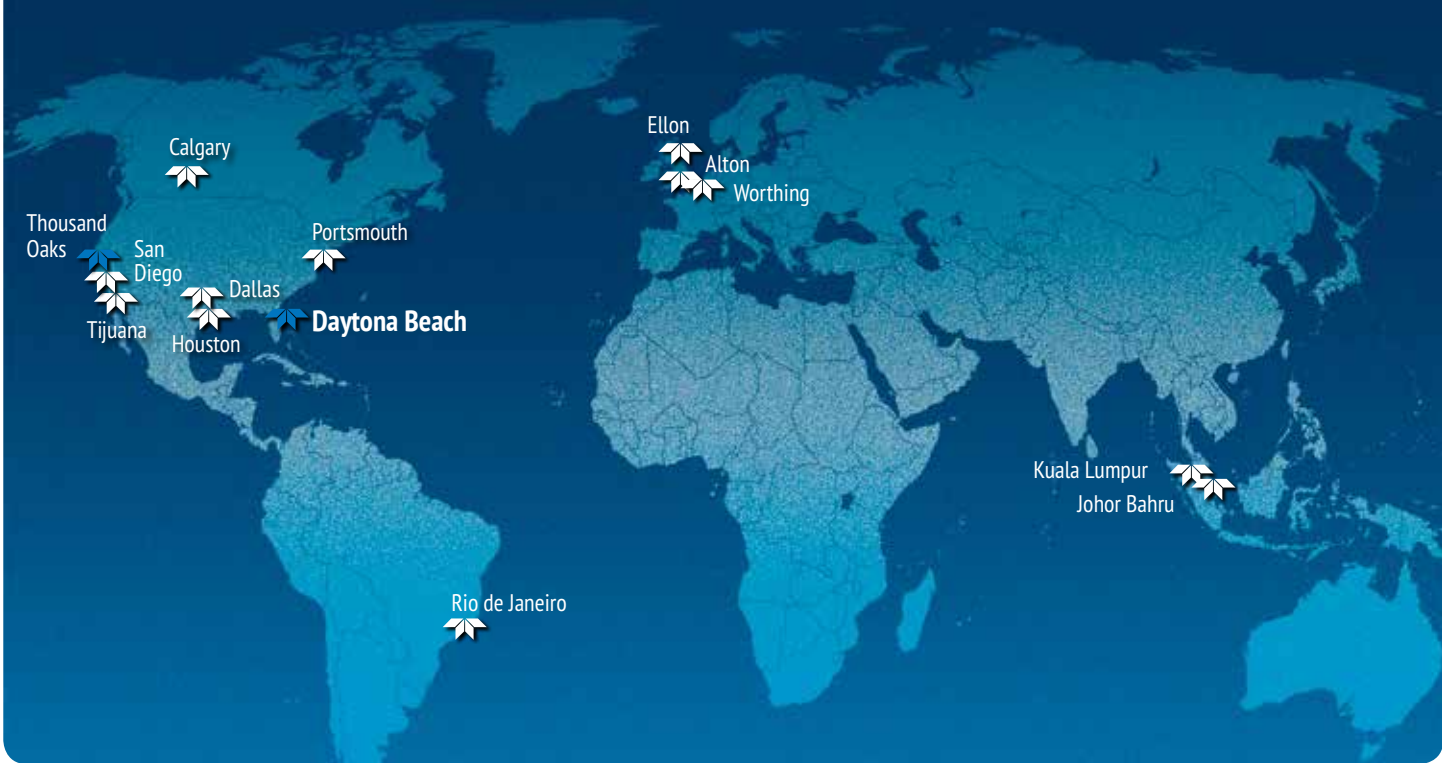 Ellon
Calgary
Alton
Worthing
Thousand
Oaks
San
Diego
Portsmouth
Dallas
Daytona Beach
Tijuana
Houston
Kuala Lumpur
Johor Bahru
Rio de Janeiro